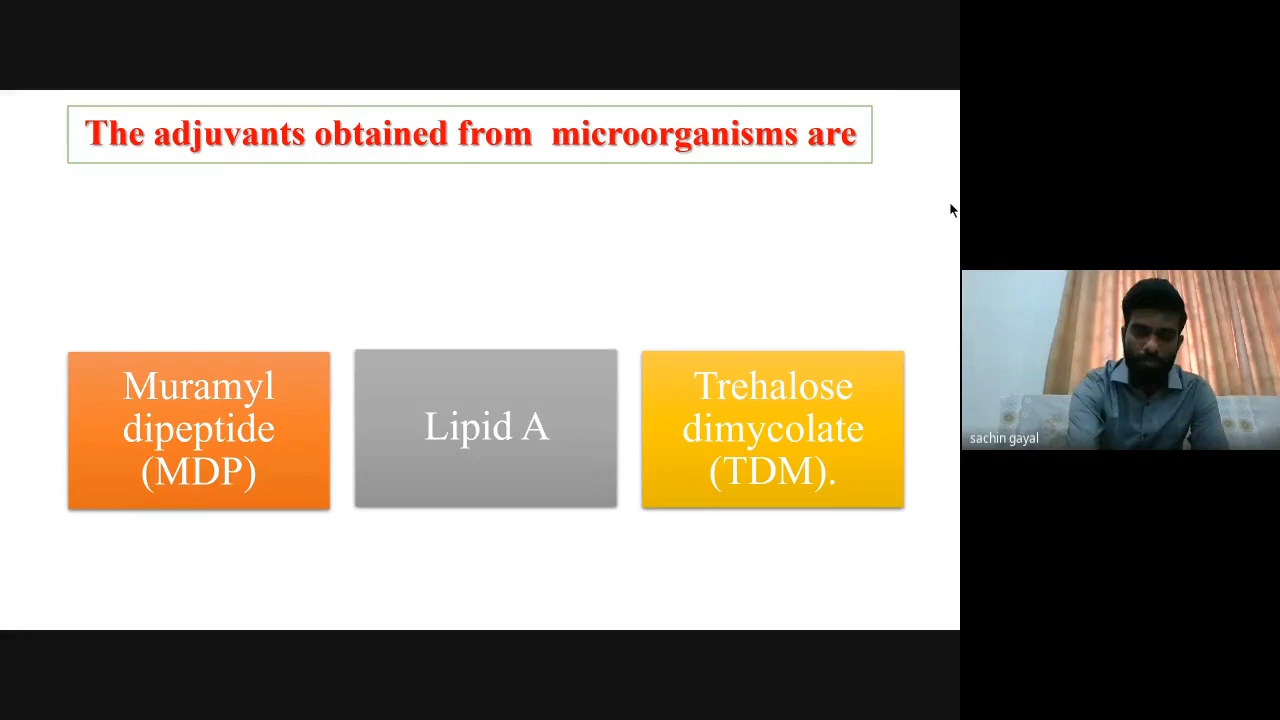 The adjuvants obtained from microorganisms are
Muramyl
dipeptide
(MDP)
Lipid A
Trehalose
dimycolate
(TDM).
sachin gayal